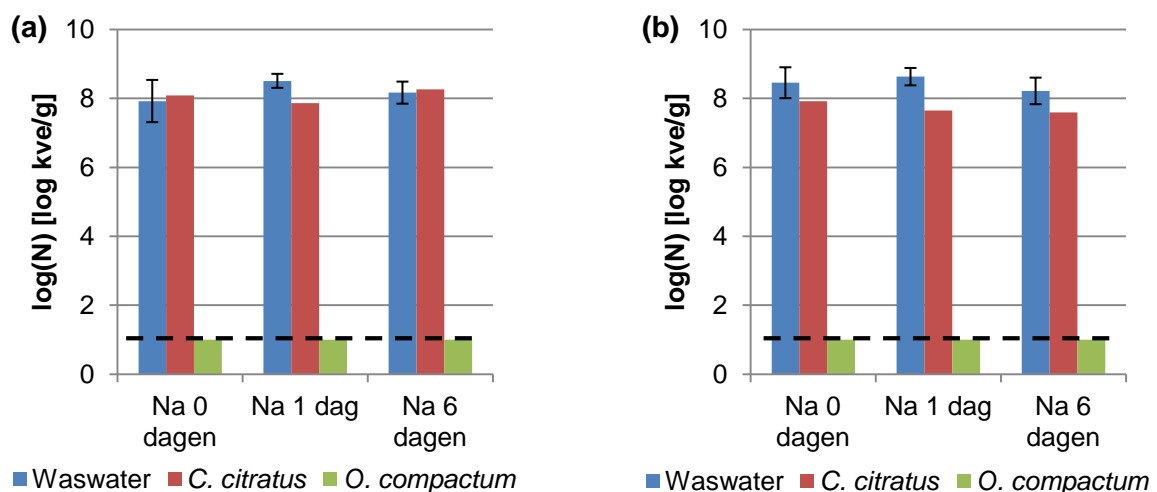 (a)
log(N) [log kve/g]
10
8
6
4
2
0
Na 0
dagen
Na 1 dag
Na 6
dagen
Waswater C. citratus O. compactum
(b)
log(N) [log kve/g]
10
8
6
4
2
0
Na 0
dagen
Na 1 dag
Na 6
dagen
Waswater C. citratus O. compactum